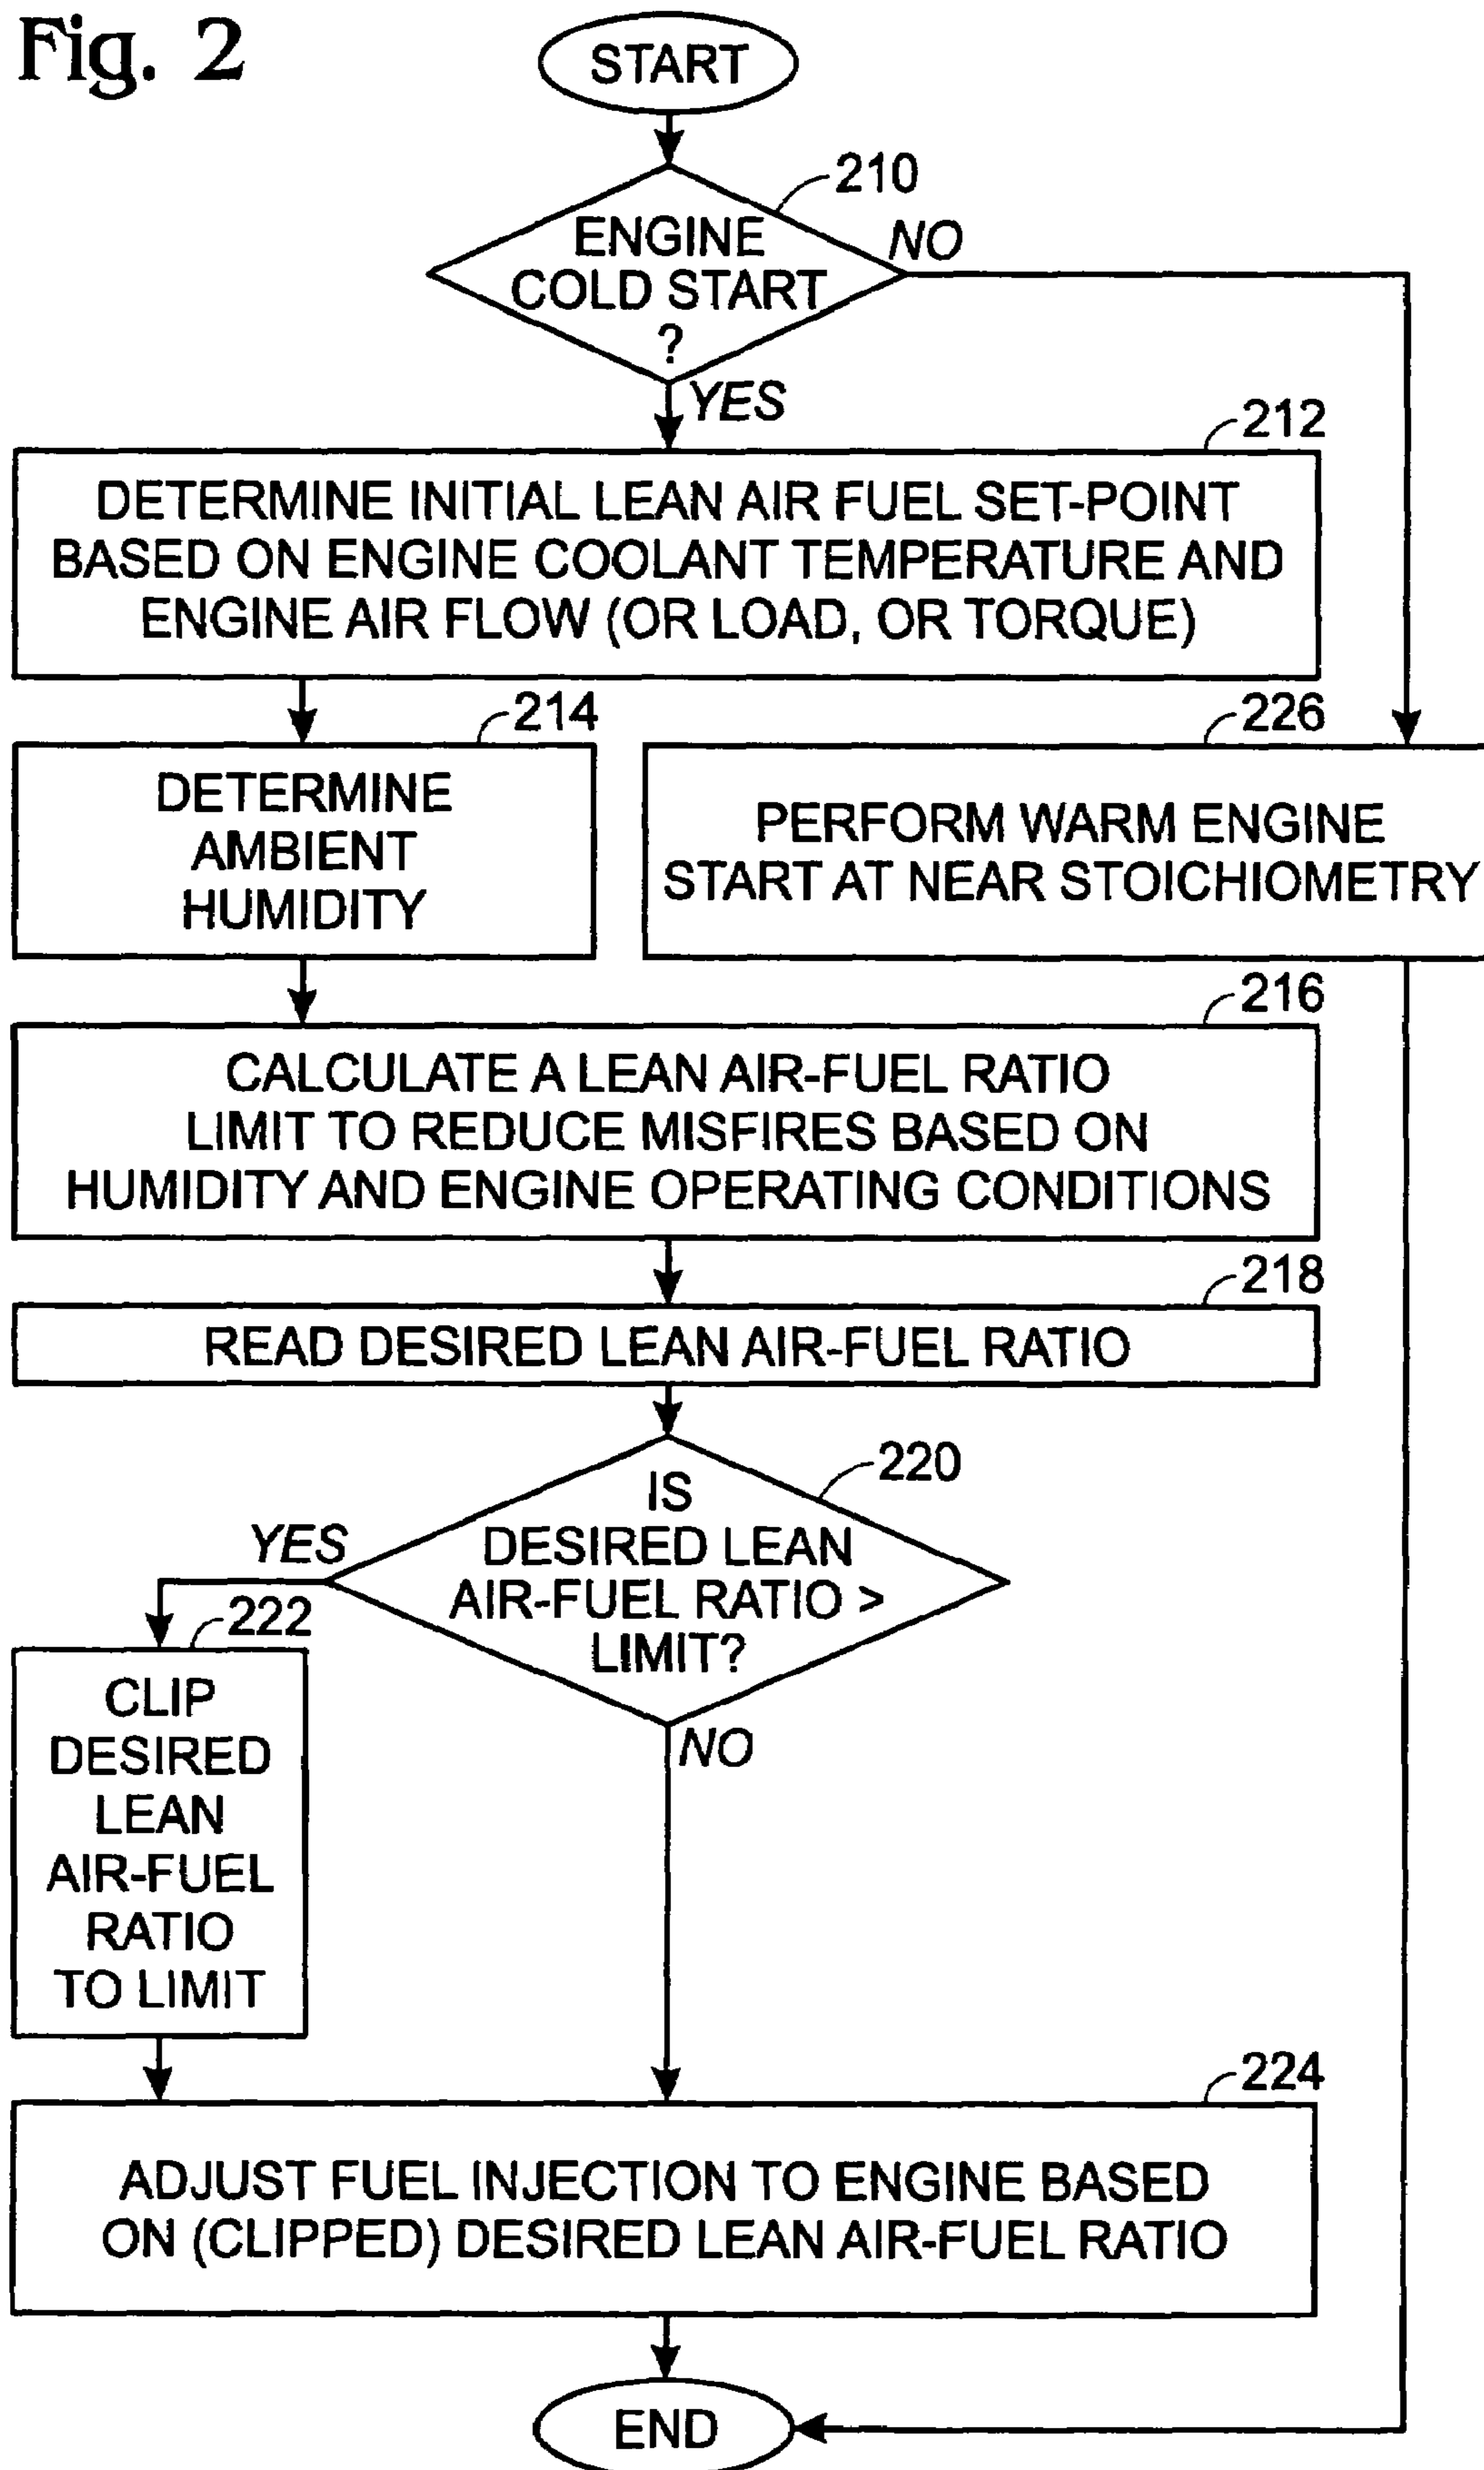 Fig. 2
START
210
ENGINE
COLD START
?
NO
YES
212
DETERMINE INITIAL LEAN AIR FUEL SET-POINT
BASED ON ENGINE COOLANT TEMPERATURE AND
ENGINE AIR FLOW (OR LOAD, OR TORQUE)
214
DETERMINE
AMBIENT
HUMIDITY
226
PERFORM WARM ENGINE
START AT NEAR STOICHIOMETRY
216
CALCULATE A LEAN AIR-FUEL RATIO
LIMIT TO REDUCE MISFIRES BASED ON
HUMIDITY AND ENGINE OPERATING CONDITIONS
218
READ DESIRED LEAN AIR-FUEL RATIO
220
IS
DESIRED LEAN
AIR-FUEL RATIO >
LIMIT?
YES
222
CLIP
DESIRED
LEAN
AIR-FUEL
RATIO
TO LIMIT
NO
224
ADJUST FUEL INJECTION TO ENGINE BASED
ON (CLIPPED) DESIRED LEAN AIR-FUEL RATIO
END